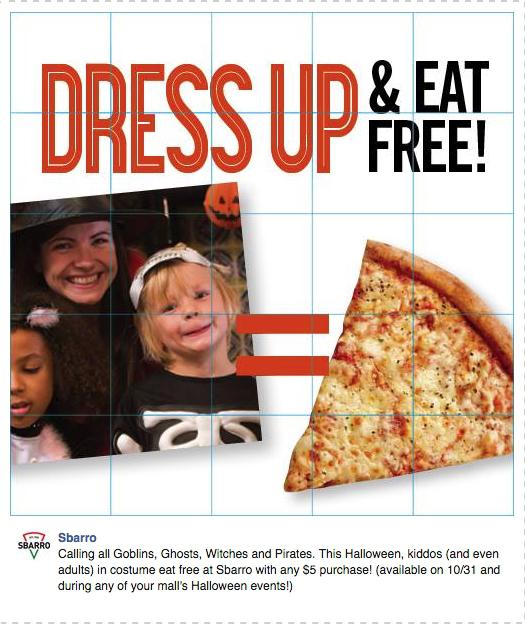 DRESS UP & EAT
FREE!
SBARRO
Sbarro
Calling all Goblins, Ghosts, Witches and Pirates. This Halloween, kiddos (and even
adults) in costume eat free at Sbarro with any $5 purchase! (available on 10/31 and
during any of your mall's Halloween events!)